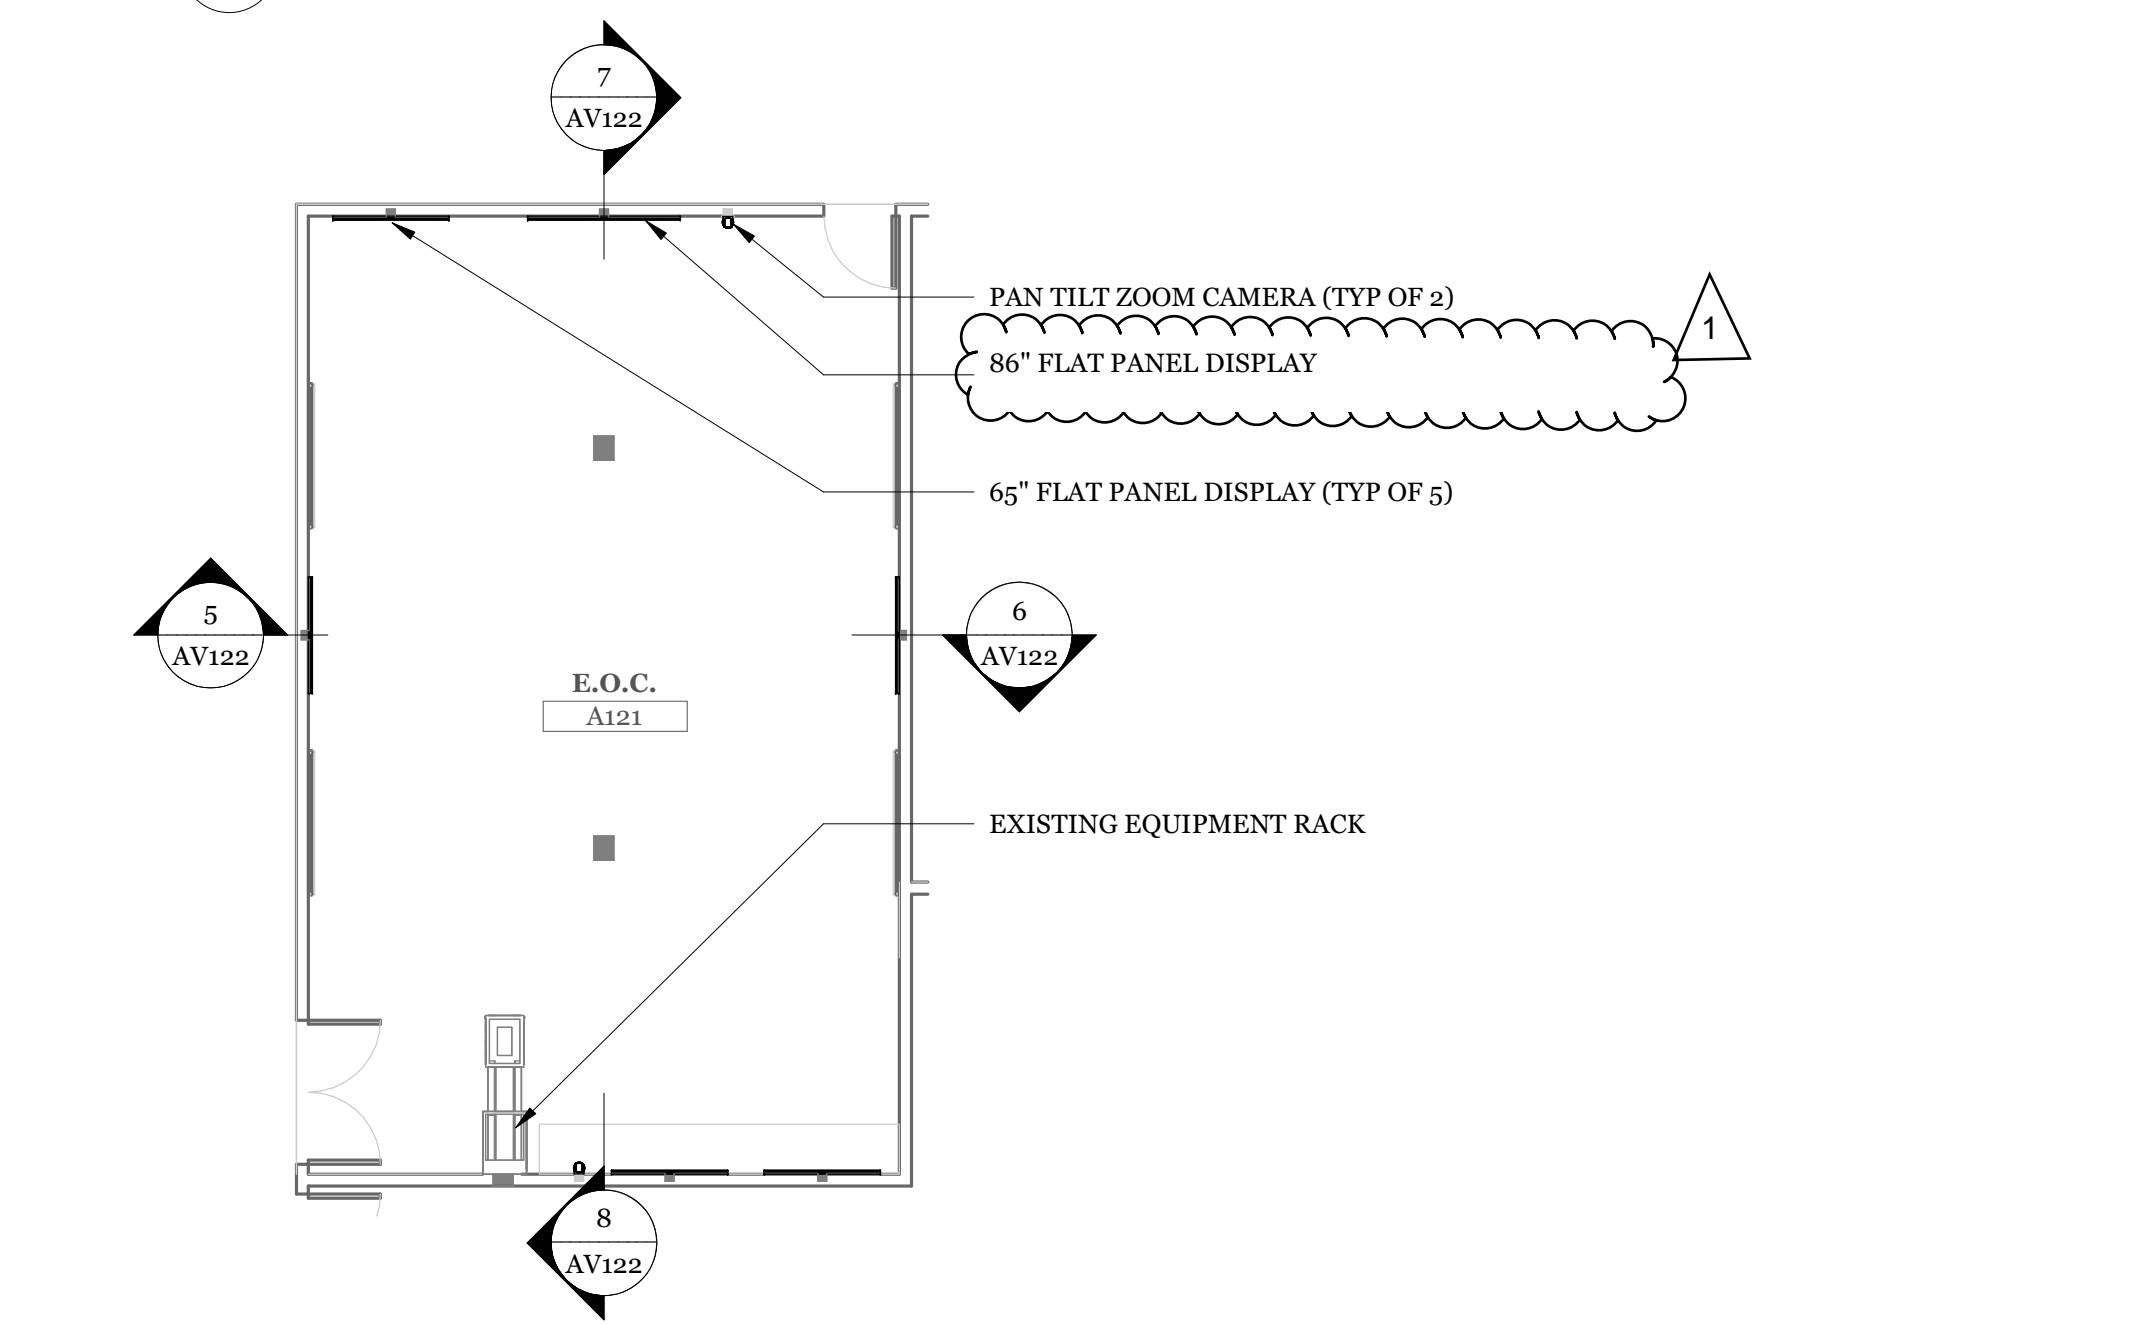 7
AV122
PAN TILT ZOOM CAMERA (TYP OF 2)
1
86" FLAT PANEL DISPLAY
65" FLAT PANEL DISPLAY (TYP OF 5)
5
AV122
6
AV122
E.O.C.
A121
EXISTING EQUIPMENT RACK
8
AV122